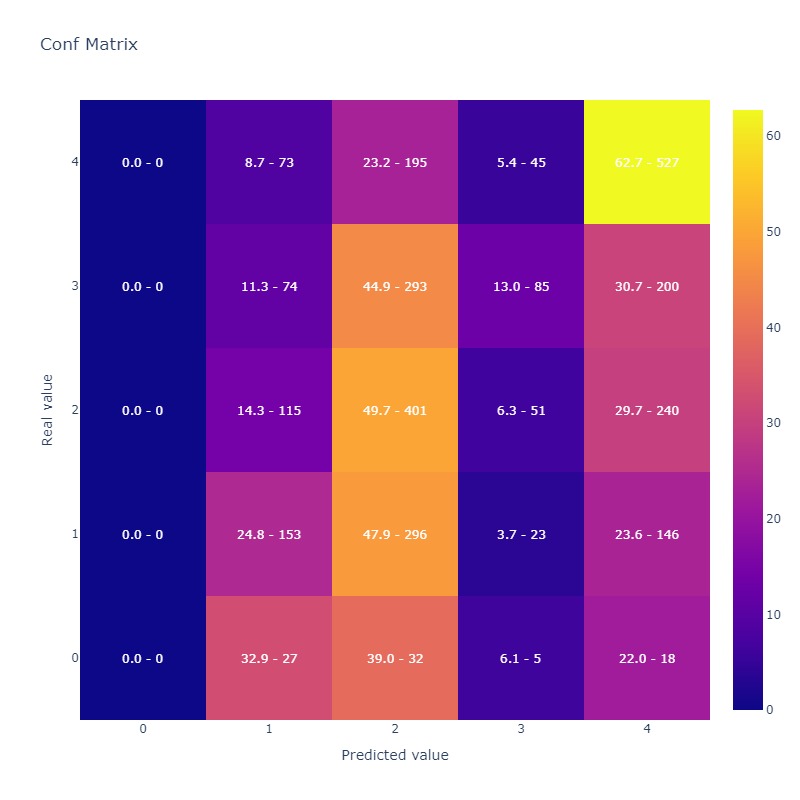 Conf Matrix
60
4 0.0 - 0 8.7 - 73 23.2 - 195 5.4 - 45 62.7 - 527
50
3 0.0 - 0 11.3 - 74 44.9 - 293 13.0 - 85 30.7 - 200
40
Real value
2 0.0 - 0 14.3 - 115 49.7 - 401 6.3 - 51 29.7 - 240
30
20
1 0.0 - 0 24.8 - 153 47.9 - 296 3.7 - 23 23.6 - 146
10
0 0.0 - 0 32.9 - 27 39.0 - 32 6.1 - 5 22.0 - 18
0
0 1 2 3 4
Predicted value